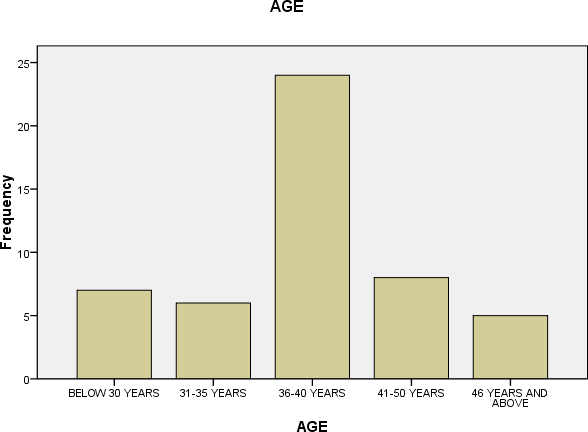 AGE
25
20
15
10
5
0
Frequency
BELOW 30 YEARS
31-35 YEARS
36-40 YEARS
41-50 YEARS
46 YEARS AND
ABOVE
AGE